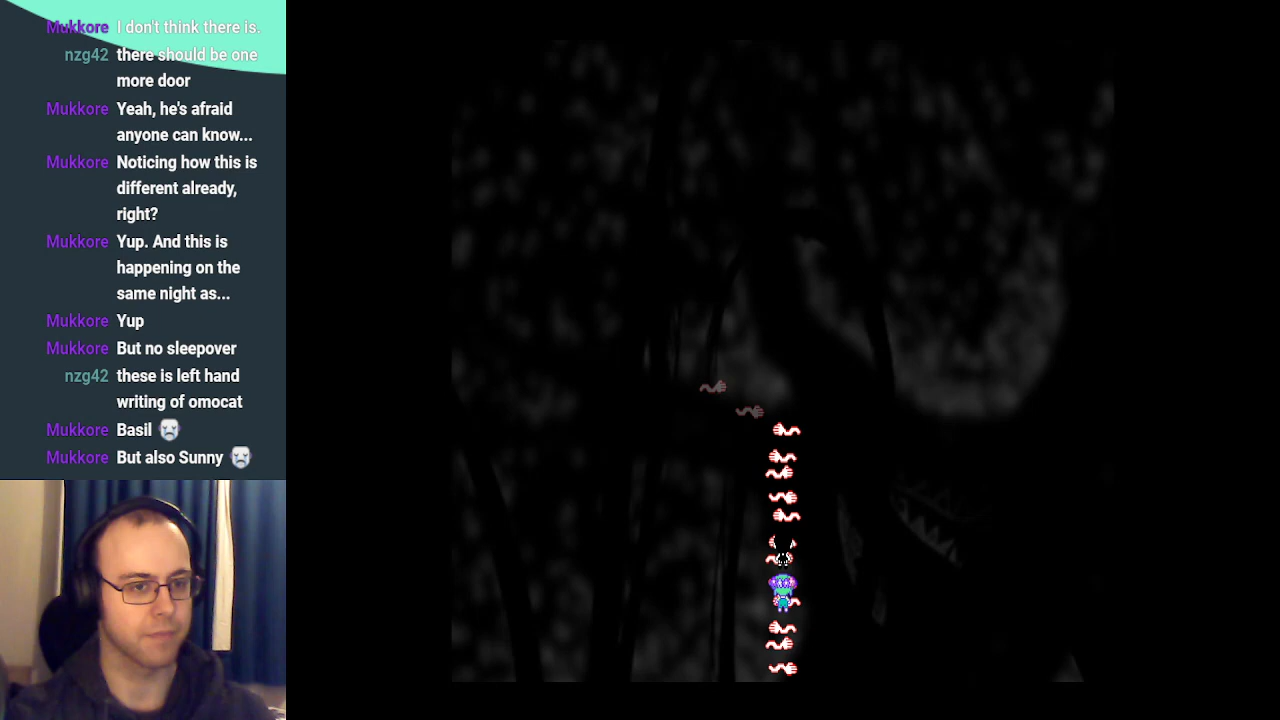 Mukkore I don't think there is.
nzg42 there should be one
more door
Mukkore Yeah, he's afraid
anyone can know...
Mukkore Noticing how this is
different already,
right?
Mukkore Yup. And this is
happening on the
same night as...
Mukkore Yup
Mukkore But no sleepover
nzg42 these is left hand
writing of omocat
Mukkore Basil
Mukkore But also Sunny